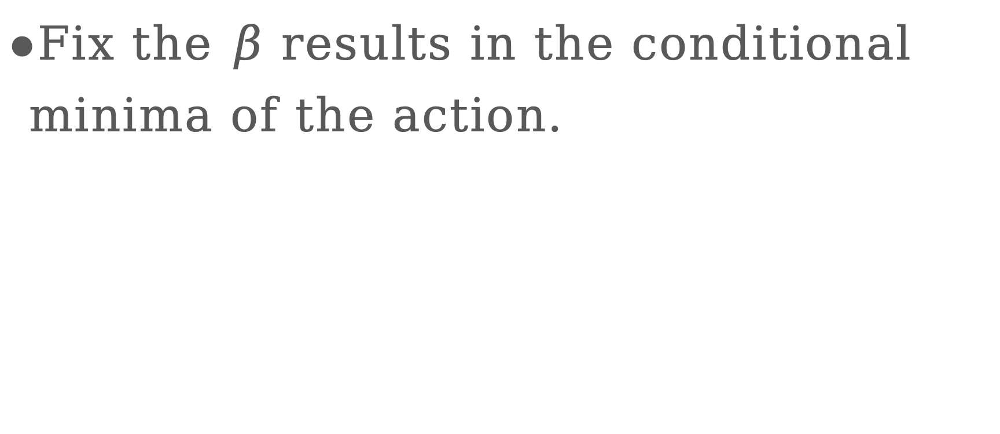 •Fix the β results in the conditional
minima of the action.